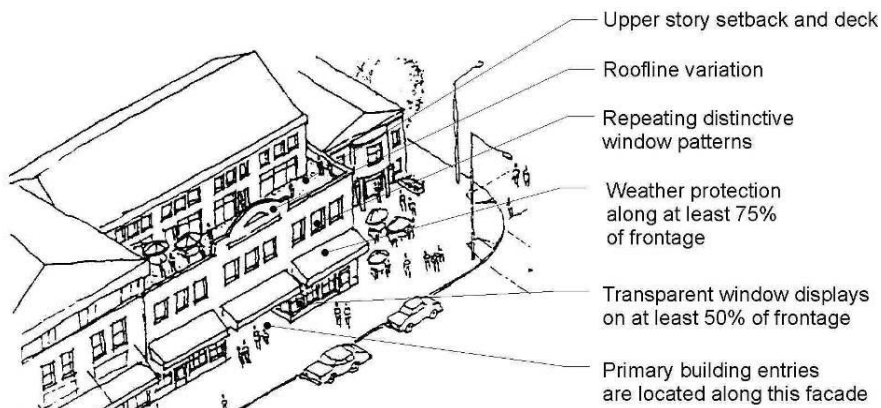 Upper story setback and deck
Roofline variation
Repeating distinctive
window patterns
Weather protection
along at least 75%
of frontage
Transparent window displays
on at least 50% of frontage
Primary building entries
are located along this facade